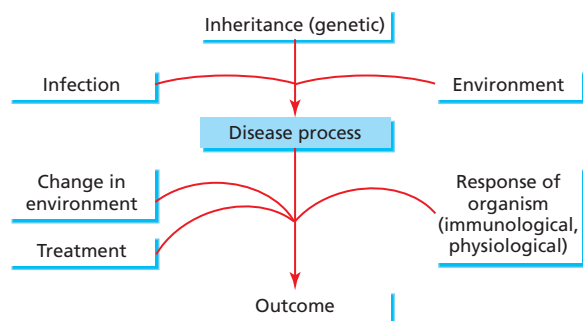 Inheritance (genetic)
Infection
Environment
Disease process
Change in
environment
Response of
organism
(immunological,
physiological)
Treatment
Outcome